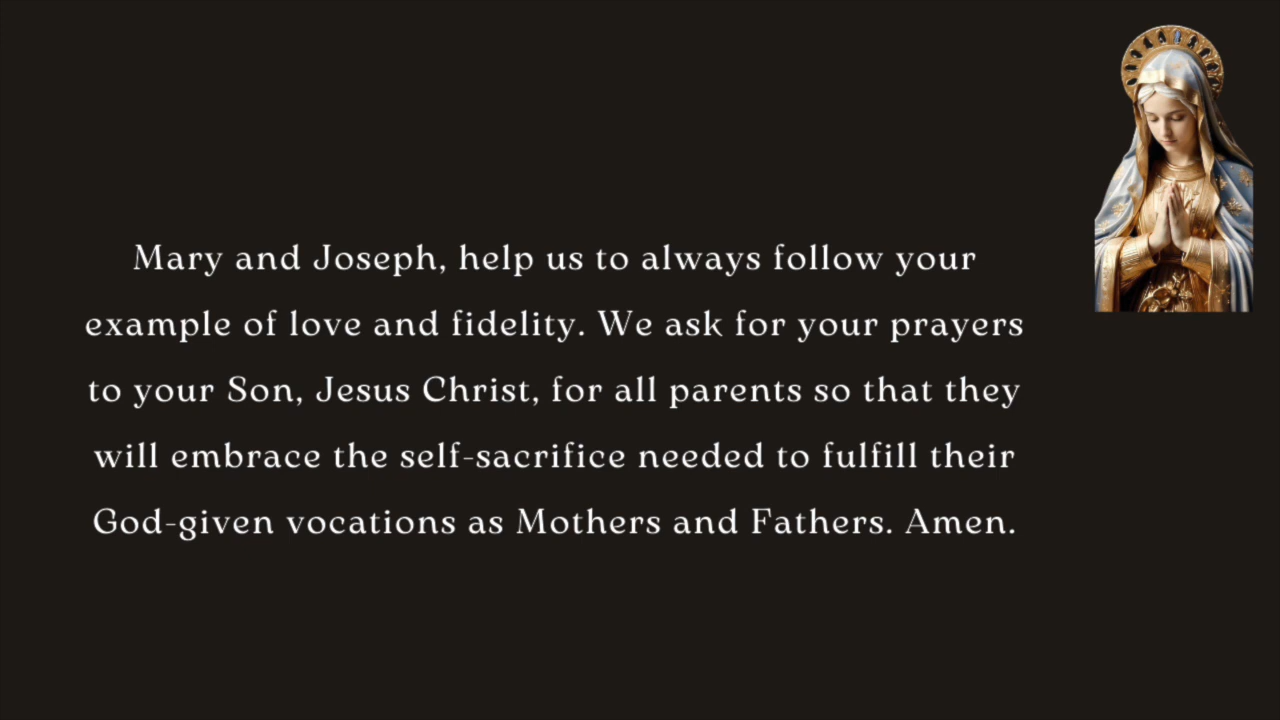 Mary and Joseph, help us to always follow your
example of love and fidelity. We ask for your prayers
to your Son, Jesus Christ, for all parents so that they
will embrace the self-sacrifice needed to fulfill their
God-given vocations as Mothers and Fathers. Amen.